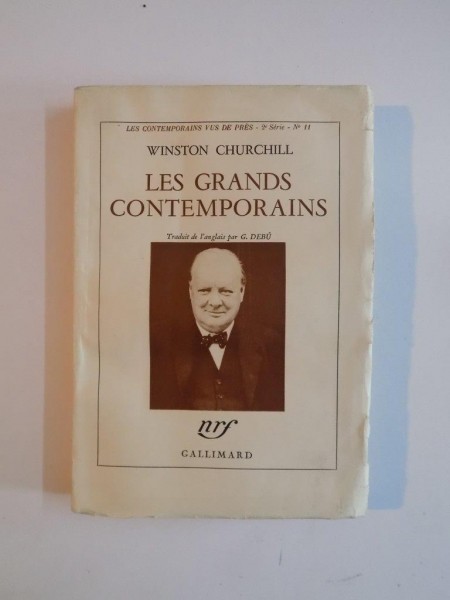 LES CONTEMPORAINS VUS DE PRÈS - 2e Série - No 11
WINSTON CHURCHILL
LES GRANDS
CONTEMPORAINS
Traduit de l'anglais par G. DEBÛ
nrf
GALLIMARD